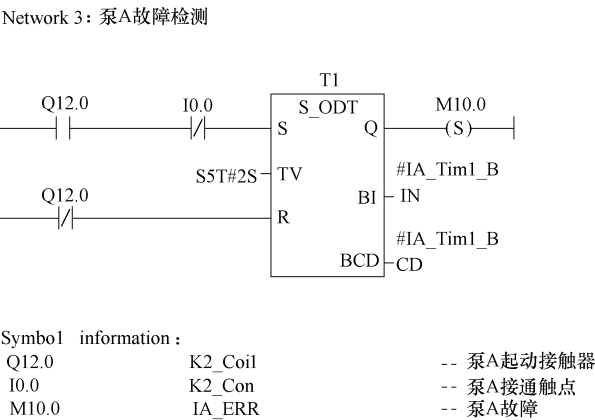 Network 3：泵A故障检测
T1
Q12.0
I0.0
S_ODT
M10.0
S
Q
(S)
S5T#2S
TV
#IA_Tim1_B
IN
BI
Q12.0
R
#IA_Tim1_B
CD
BCD
Symbo1 information：
Q12.0 K2_Coi1 -- 泵A起动接触器
I0.0 K2_Con -- 泵A接通触点
M10.0 IA_ERR -- 泵A故障